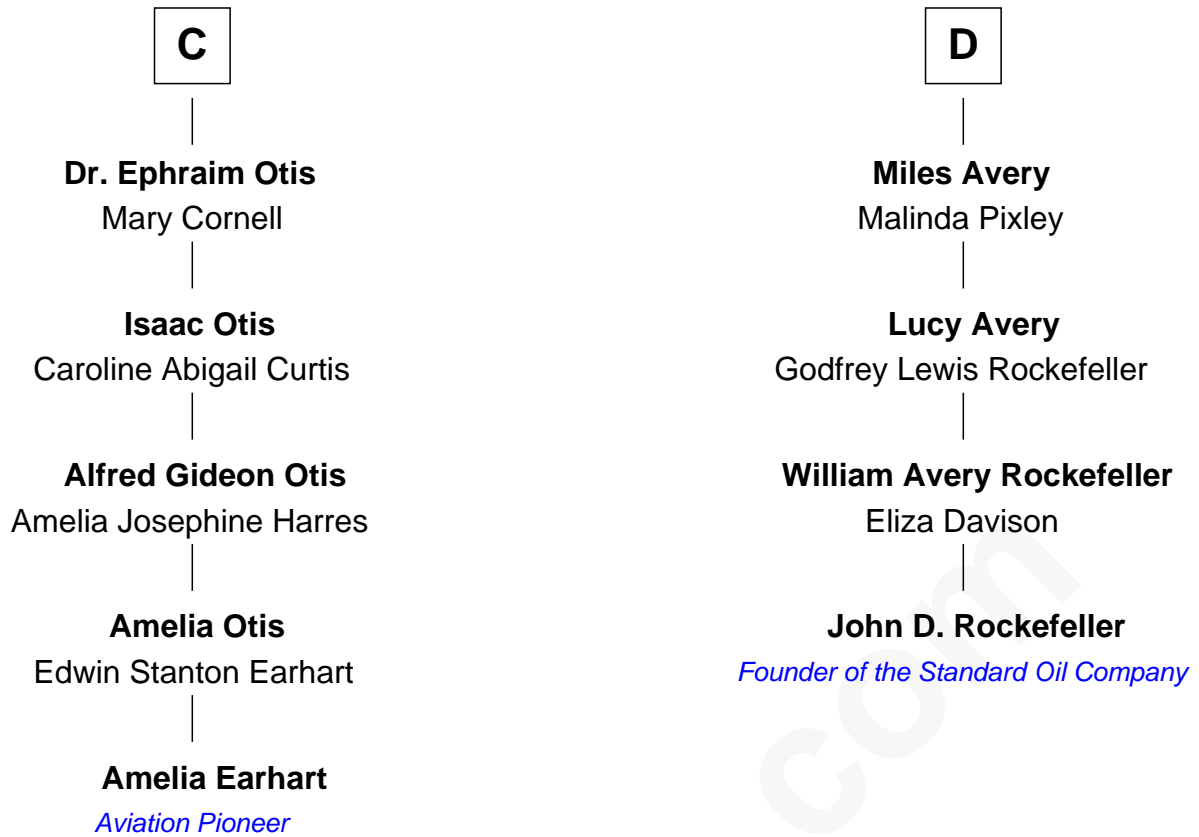 C
Dr. Ephraim Otis
Mary Cornell
Isaac Otis
Caroline Abigail Curtis
Alfred Gideon Otis
Amelia Josephine Harres
Amelia Otis
Edwin Stanton Earhart
Amelia Earhart
Aviation Pioneer
D
Miles Avery
Malinda Pixley
Lucy Avery
Godfrey Lewis Rockefeller
William Avery Rockefeller
Eliza Davison
John D. Rockefeller
Founder of the Standard Oil Company
com